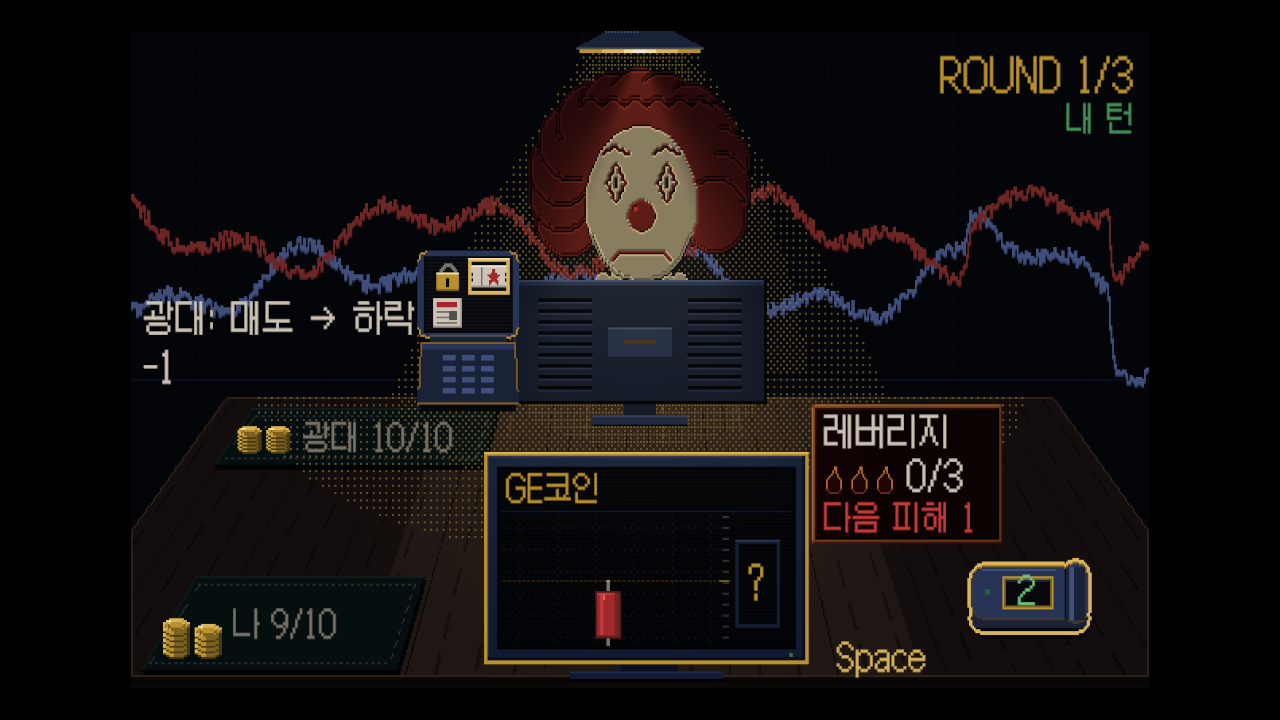 ROUND 1/3
내 턴
광대: 매도 → 하락
-1
광대 10/10
레버리지
0/3
다음 피해 1
GE코인
?
2
나 9/10
Space